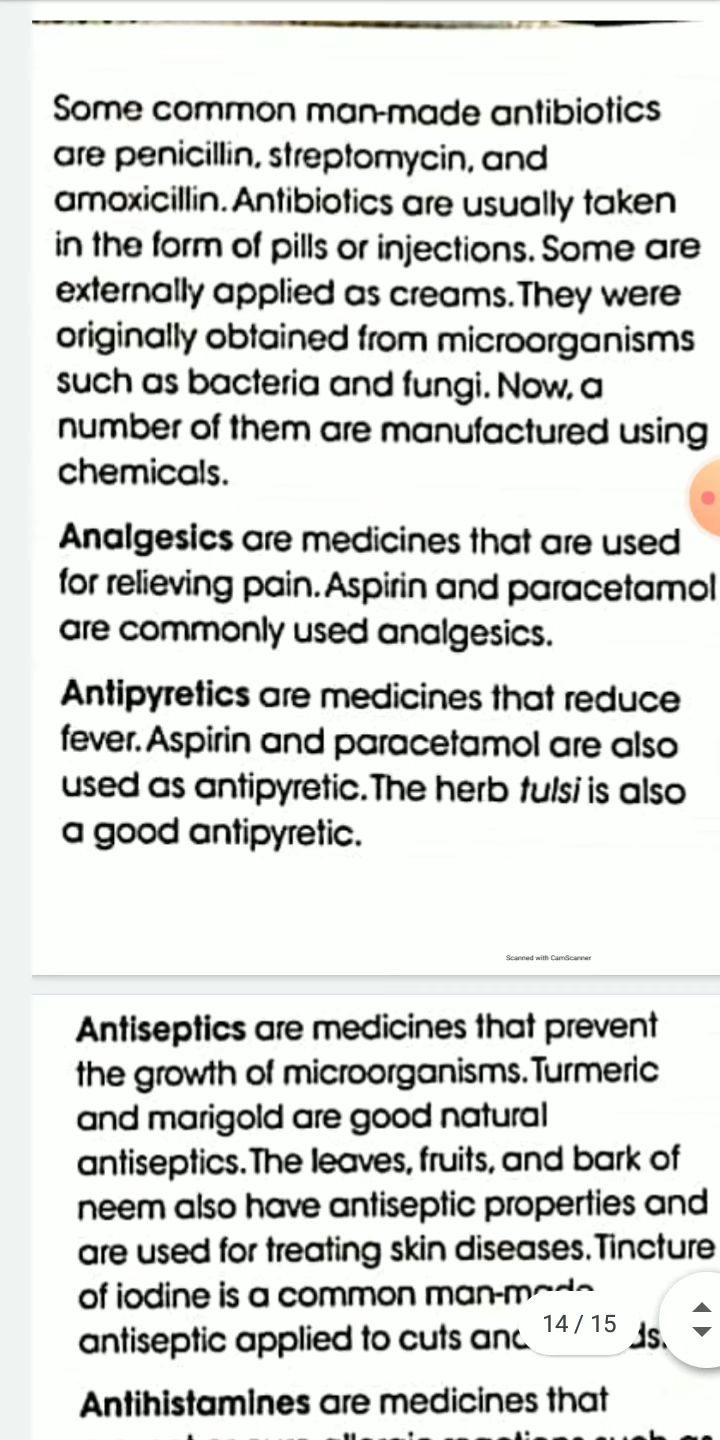 Some common man-made antibiotics
are penicillin, streptomycin, and
amoxicillin. Antibiotics are usually taken
in the form of pills or injections. Some are
externally applied as creams. They were
originally obtained from microorganisms
such as bacteria and fungi. Now, a
number of them are manufactured using
chemicals.
Analgesics are medicines that are used
for relieving pain. Aspirin and paracetamol
are commonly used analgesics.
Antipyretics are medicines that reduce
fever. Aspirin and paracetamol are also
used as antipyretic. The herb tulsi is also
a good antipyretic.
Scanned with CamScanner
Antiseptics are medicines that prevent
the growth of microorganisms. Turmeric
and marigold are good natural
antiseptics. The leaves, fruits, and bark of
neem also have antiseptic properties and
are used for treating skin diseases. Tincture
of iodine is a common man-made
antiseptic applied to cuts and
14 / 15
Antihistamines are medicines that